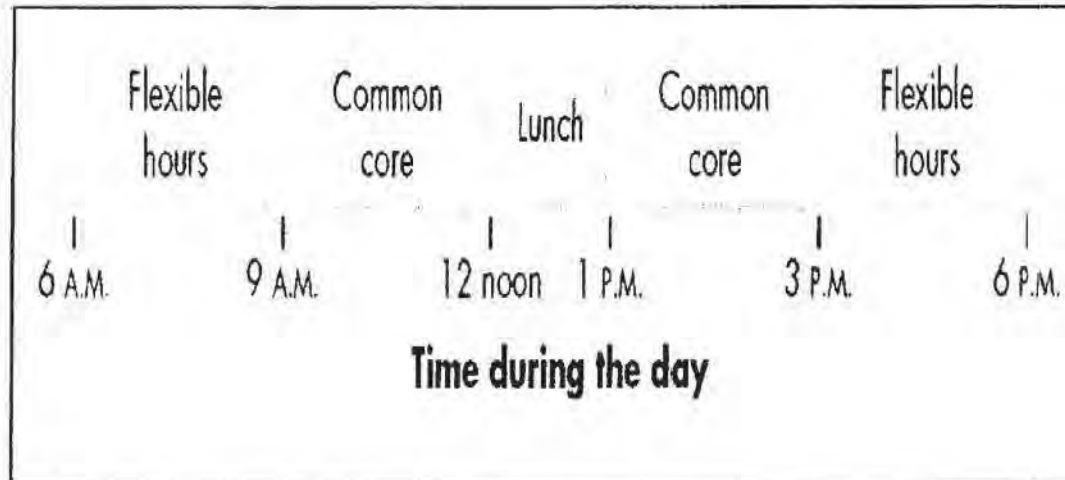 Flexible hours
Common core
Lunch
Common core
Flexible hours
6 A.M.
9 A.M.
12 noon
1 P.M.
3 P.M.
6 P.M.
Time during the day